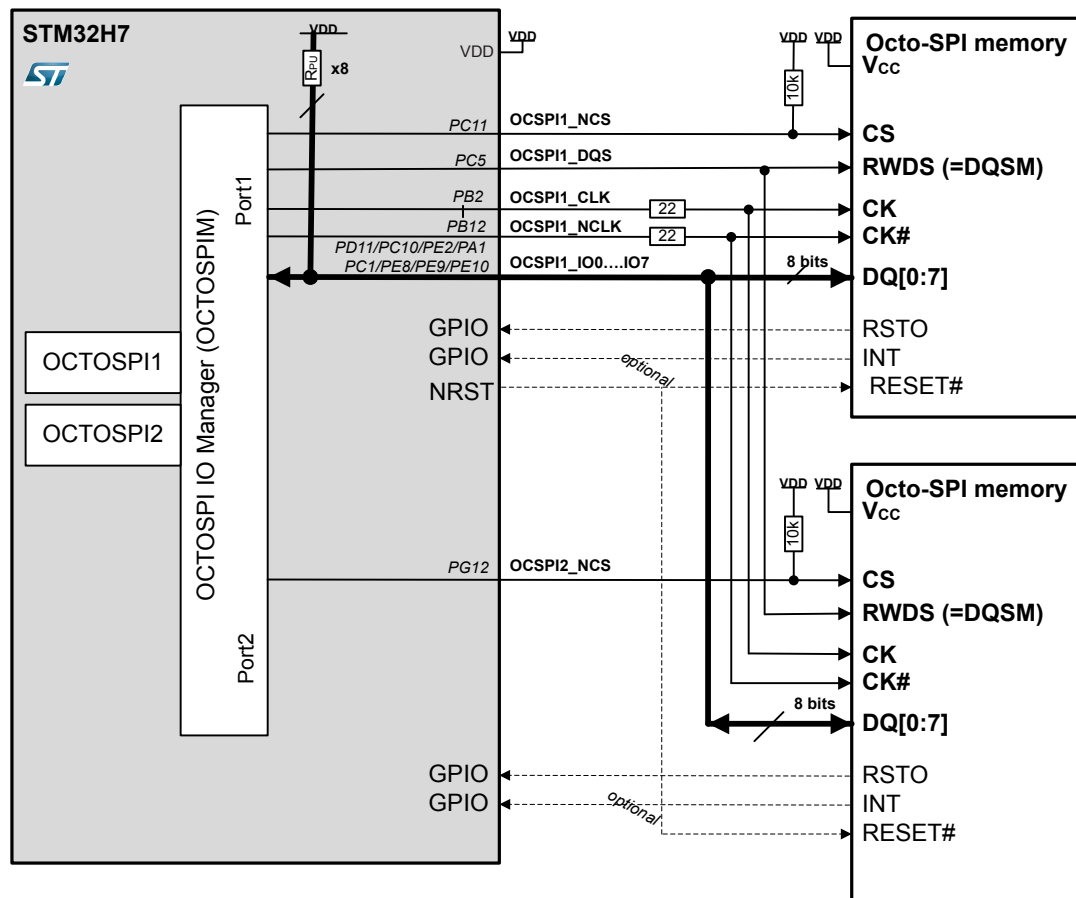 STM32H7
ST
VDD
RPU
x8
VDD
VDD
VDD
VDD
Octo-SPI memory
VCC
10k
OCTOSPI IO Manager (OCTOSPIM)
Port1
Port2
PC11
OCSPI1_NCS
CS
PC5
OCSPI1_DQS
RWDS (=DQSM)
PB2
OCSPI1_CLK
22
CK
PB12
OCSPI1_NCLK
22
CK#
PD11/PC10/PE2/PA1
PC1/PE8/PE9/PE10
OCSPI1_IO0....IO7
8 bits
DQ[0:7]
GPIO
RSTO
GPIO
INT
optional
NRST
RESET#
OCTOSPI1
OCTOSPI2
VDD
VDD
Octo-SPI memory
VCC
10k
PG12
OCSPI2_NCS
CS
RWDS (=DQSM)
CK
CK#
8 bits
DQ[0:7]
GPIO
RSTO
GPIO
INT
optional
RESET#